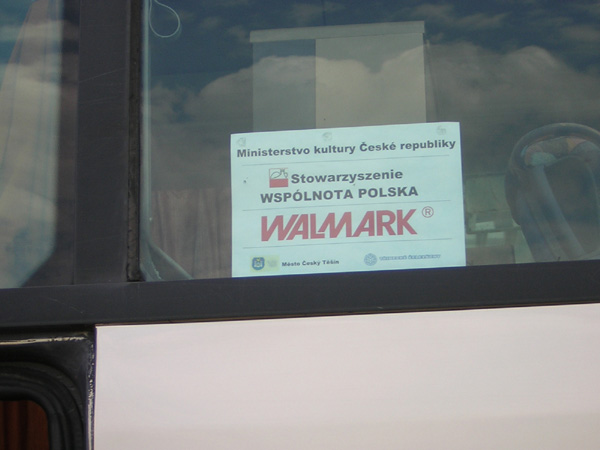 Ministerstvo kultury České republiky
Stowarzyszenie
WSPÓLNOTA POLSKA
WALMARK ®
Město Český Těšín